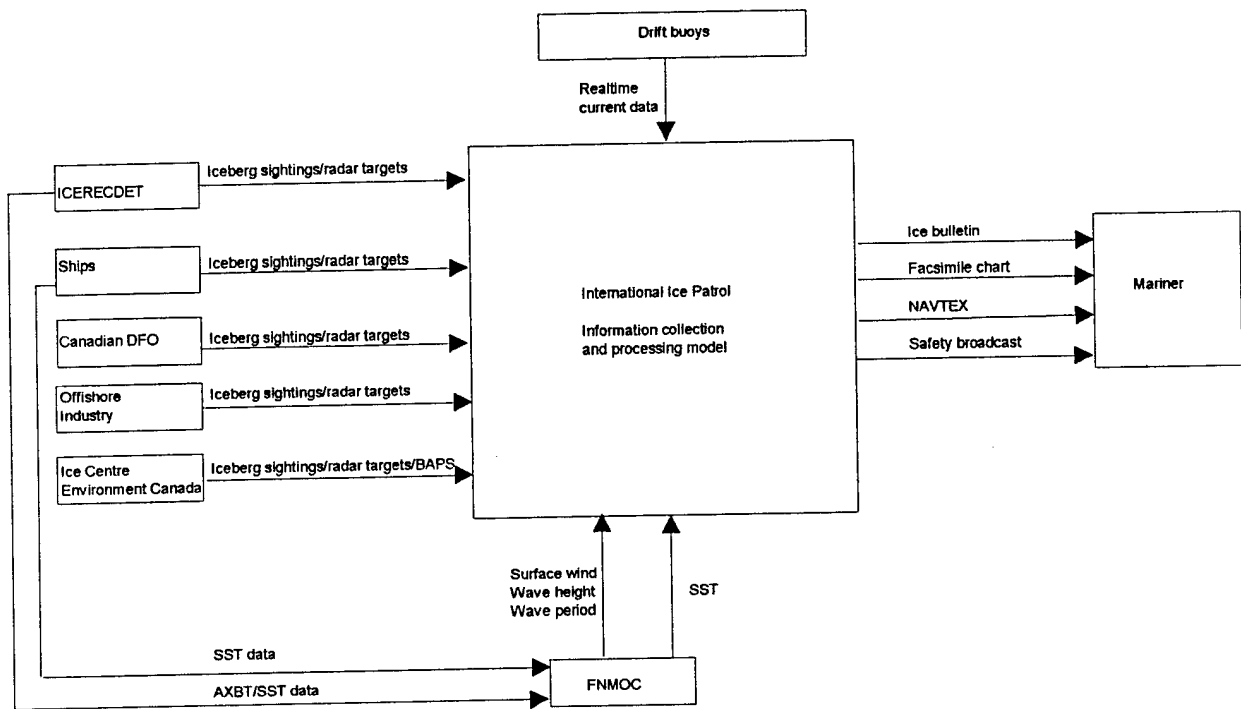 Drift buoys
Realtime
current data
ICERECDET
Iceberg sightings/radar targets
Ships
Iceberg sightings/radar targets
Canadian DFO
Iceberg sightings/radar targets
Offishore
Industry
Iceberg sightings/radar targets
Ice Centre
Environment Canada
Iceberg sightings/radar targets/BAPS
International Ice Patrol
Information collection
and processing model
Ice bulletin
Facsimile chart
NAVTEX
Safety broadcast
Mariner
Surface wind
Wave height
Wave period
SST
SST data
AXBT/SST data
FNMOC